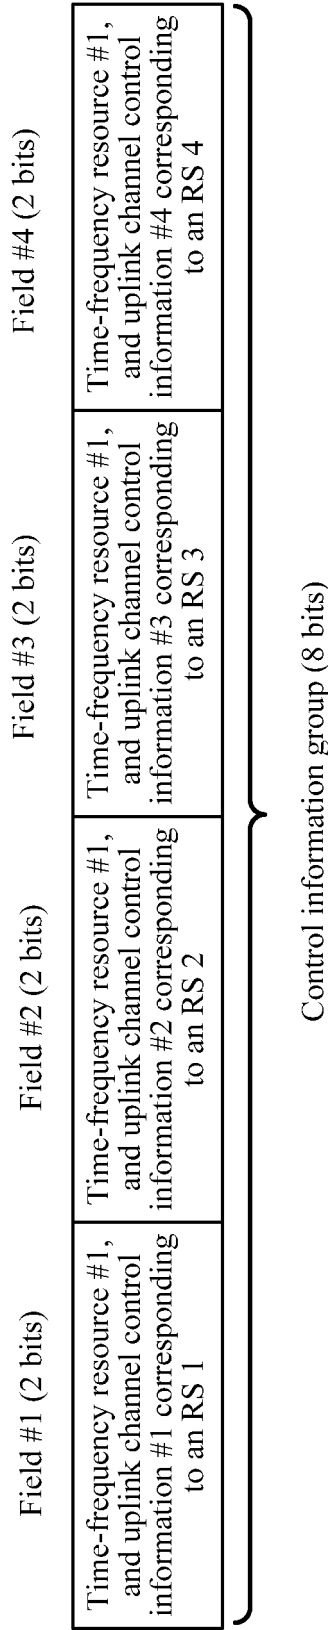 Field #1 (2 bits)
Field #2 (2 bits)
Field #3 (2 bits)
Field #4 (2 bits)
Time-frequency resource #1,
and uplink channel control
information #1 corresponding
to an RS 1
Time-frequency resource #1,
and uplink channel control
information #2 corresponding
to an RS 2
Time-frequency resource #1,
and uplink channel control
information #3 corresponding
to an RS 3
Time-frequency resource #1,
and uplink channel control
information #4 corresponding
to an RS 4
Control information group (8 bits)